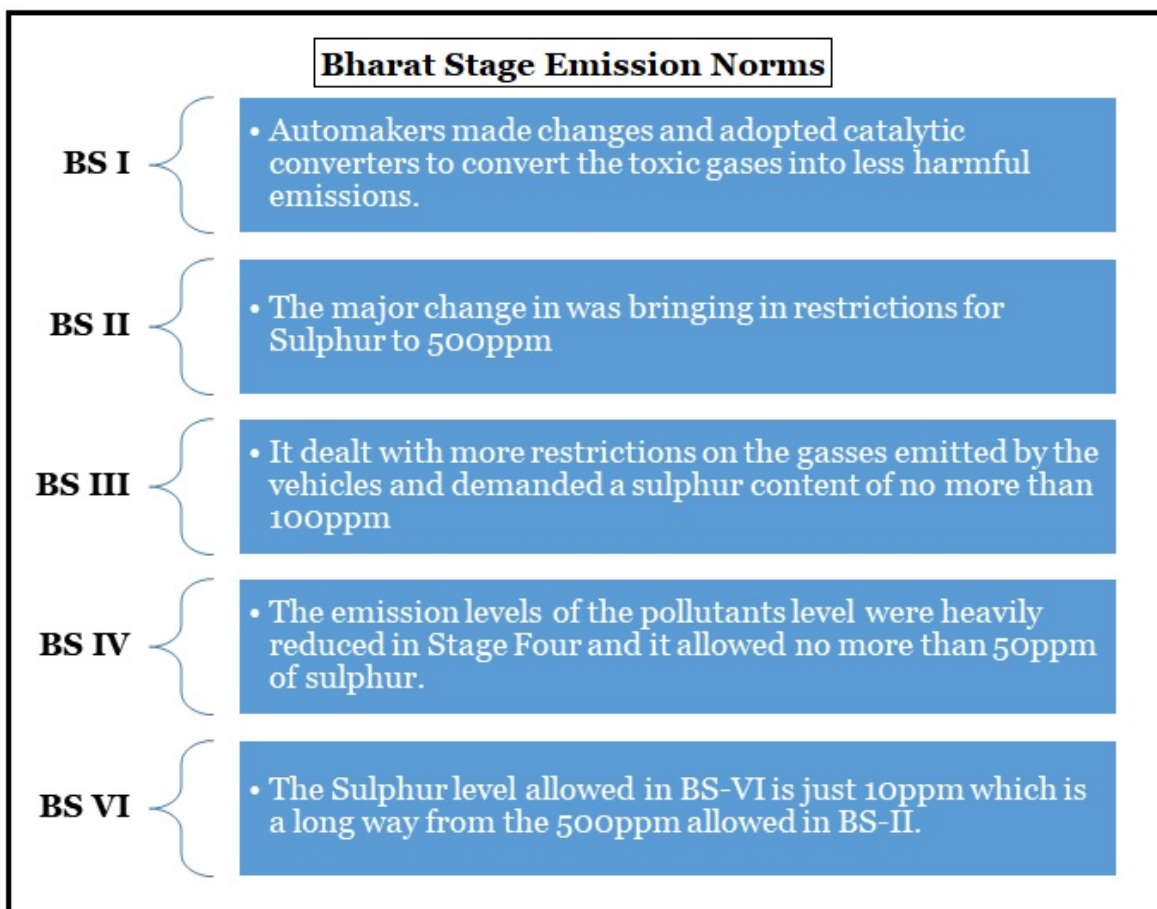 Bharat Stage Emission Norms
BS I
• Automakers made changes and adopted catalytic
converters to convert the toxic gases into less harmful
emissions.
BS II
• The major change in was bringing in restrictions for
Sulphur to 500ppm
BS III
• It dealt with more restrictions on the gasses emitted by the
vehicles and demanded a sulphur content of no more than
100ppm
BS IV
• The emission levels of the pollutants level were heavily
reduced in Stage Four and it allowed no more than 50ppm
of sulphur.
BS VI
• The Sulphur level allowed in BS-VI is just 10ppm which is
a long way from the 500ppm allowed in BS-II.